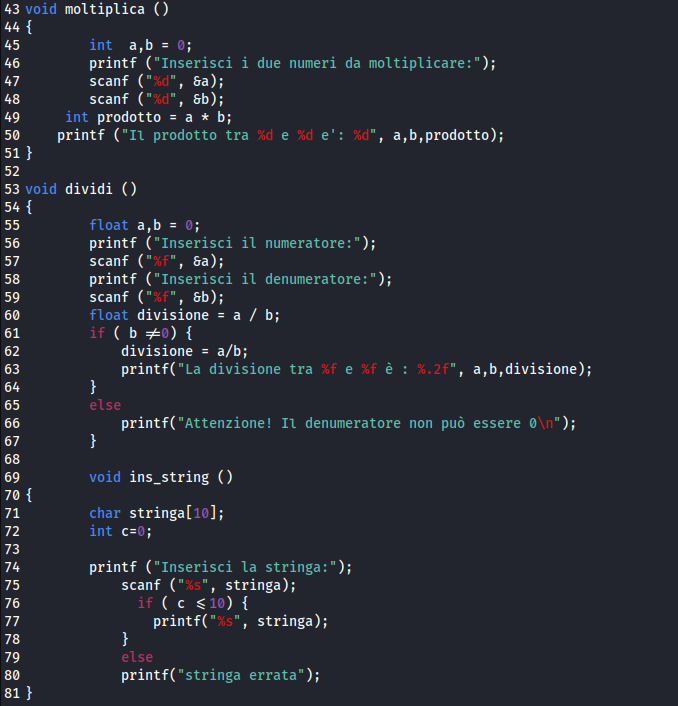 43 void moltiplica ()
44 {
45 int  a,b = 0;
46 printf ("Inserisci i due numeri da moltiplicare:");
47 scanf ("%d", &a);
48 scanf ("%d", &b);
49 int prodotto = a * b;
50 printf ("Il prodotto tra %d e %d e': %d", a,b,prodotto);
51 }
52
53 void dividi ()
54 {
55 float a,b = 0;
56 printf ("Inserisci il numeratore:");
57 scanf ("%f", &a);
58 printf ("Inserisci il denumeratore:");
59 scanf ("%f", &b);
60 float divisione = a / b;
61 if ( b ≠0) {
62 divisione = a/b;
63 printf("La divisione tra %f e %f è : %.2f", a,b,divisione);
64 }
65 else
66 printf("Attenzione! Il denumeratore non può essere 0\n");
67 }
68
69 void ins_string ()
70 {
71 char stringa[10];
72 int c=0;
73
74 printf ("Inserisci la stringa:");
75 scanf ("%s", stringa);
76 if ( c ⩽10) {
77 printf("%s", stringa);
78 }
79 else
80 printf("stringa errata");
81 }